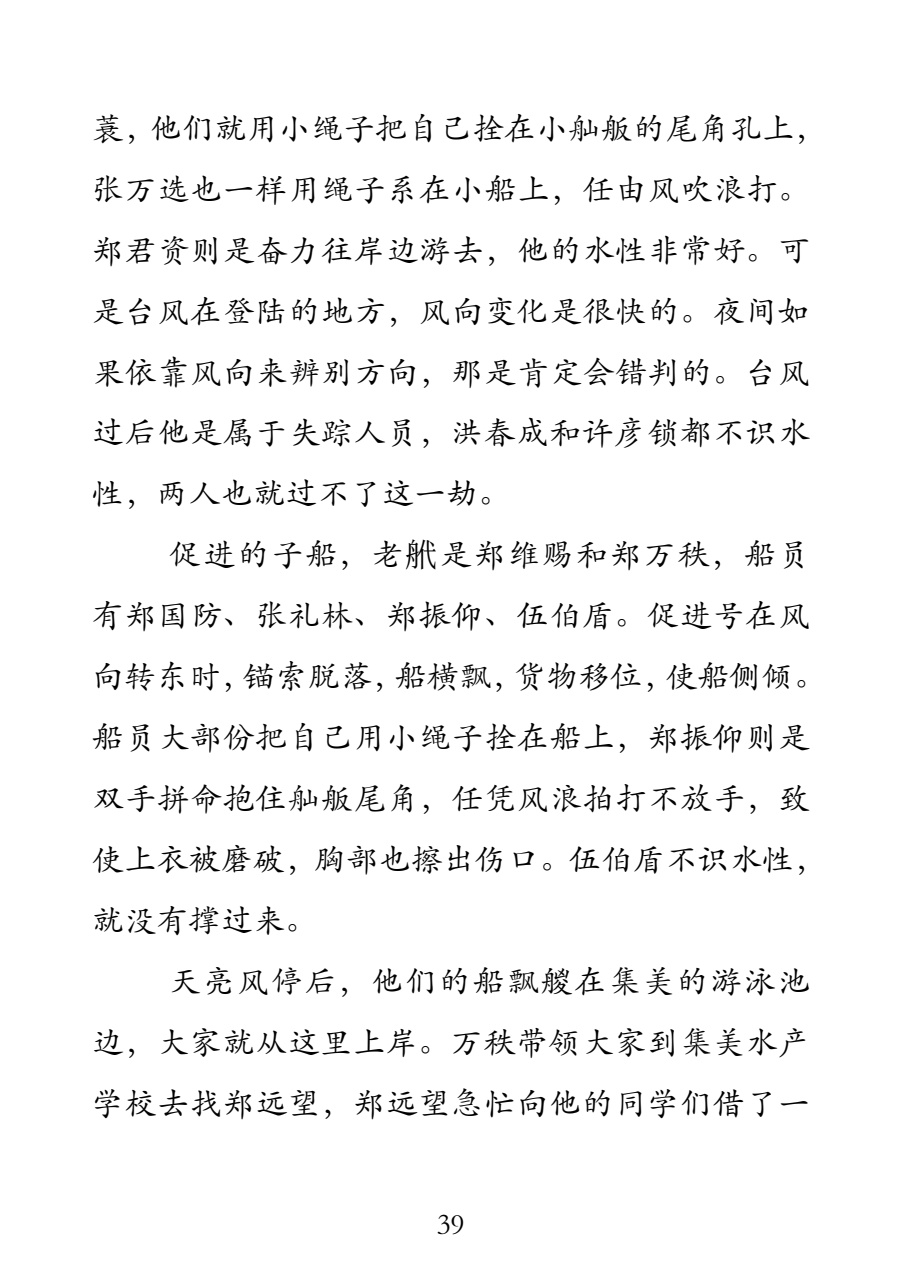 蓑，他们就用小绳子把自己拴在小舢舨的尾角孔上，
张万选也一样用绳子系在小船上，任由风吹浪打。
郑君资则是奋力往岸边游去，他的水性非常好。可
是台风在登陆的地方，风向变化是很快的。夜间如
果依靠风向来辨别方向，那是肯定会错判的。台风
过后他是属于失踪人员，洪春成和许彦锁都不识水
性，两人也就过不了这一劫。
促进的子船，老舭是郑维赐和郑万秩，船员
有郑国防、张礼林、郑振仰、伍伯盾。促进号在风
向转东时，锚索脱落，船横飘，货物移位，使船侧倾。
船员大部份把自己用小绳子拴在船上，郑振仰则是
双手拼命抱住舢舨尾角，任凭风浪拍打不放手，致
使上衣被磨破，胸部也擦出伤口。伍伯盾不识水性，
就没有撑过来。
天亮风停后，他们的船飘艘在集美的游泳池
边，大家就从这里上岸。万秩带领大家到集美水产
学校去找郑远望，郑远望急忙向他的同学们借了一
39